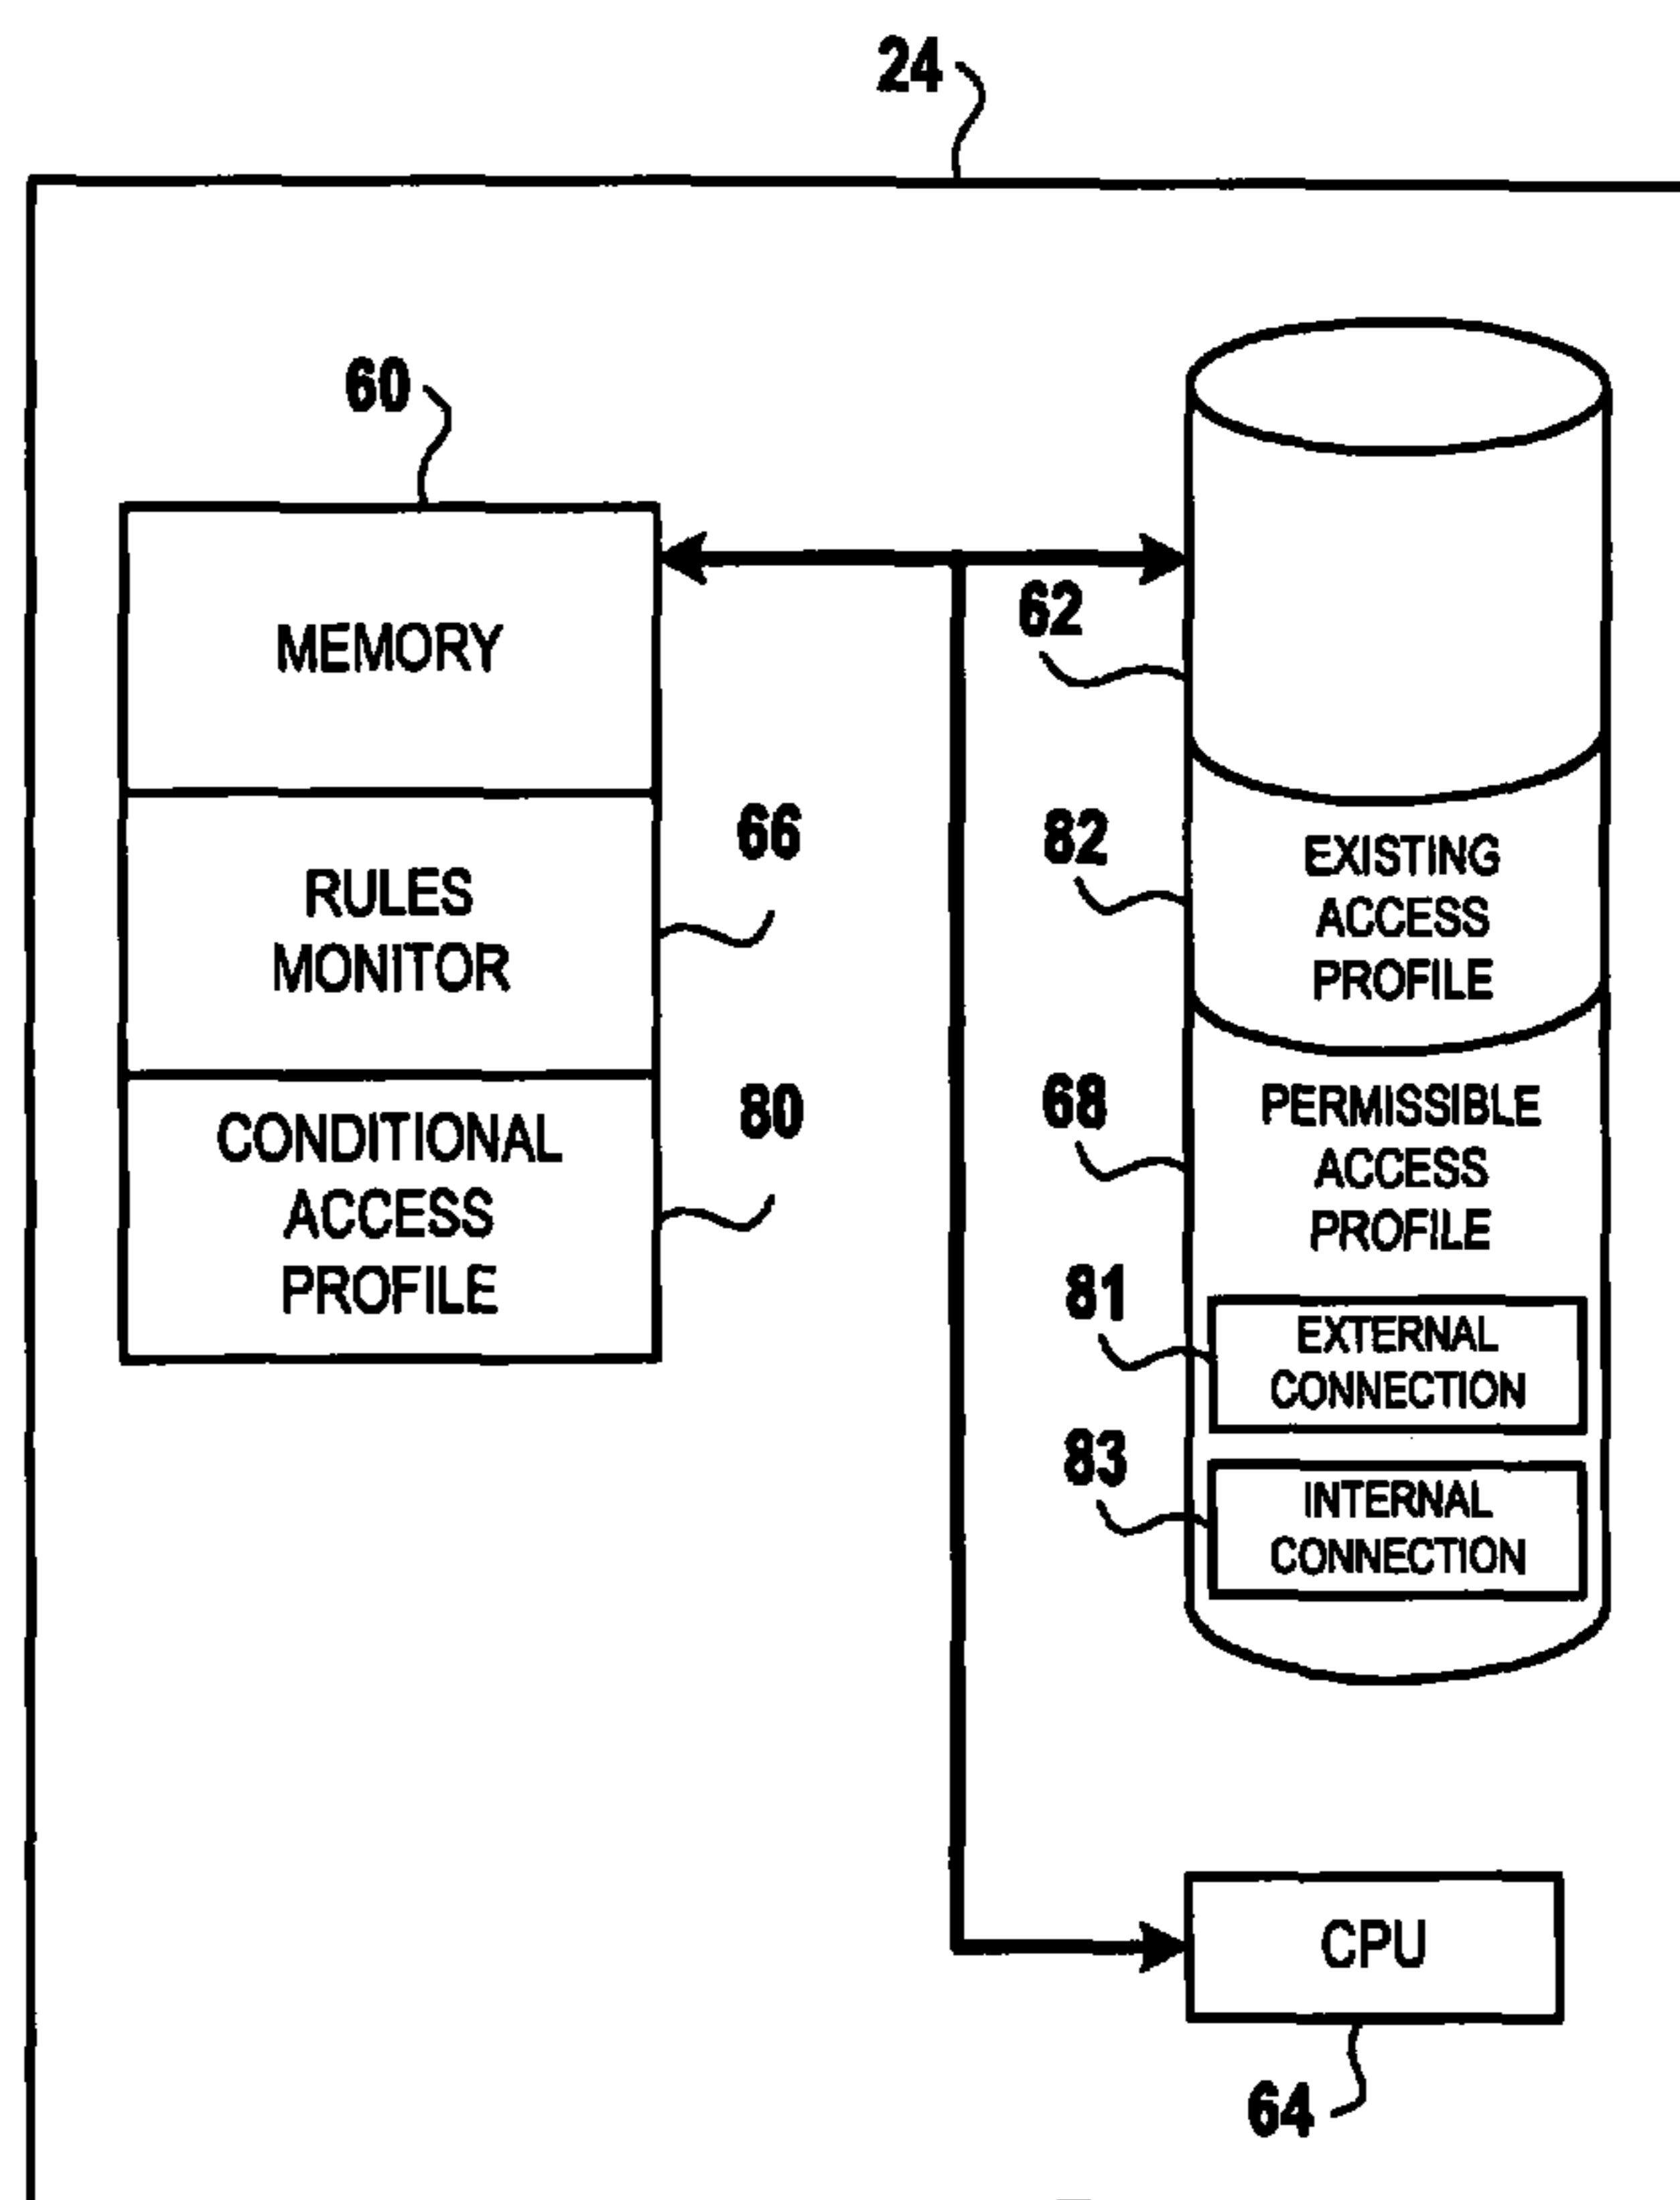 24
60
MEMORY
62
66
RULES
MONITOR
82
EXISTING
ACCESS
PROFILE
80
CONDITIONAL
ACCESS
PROFILE
68
PERMISSIBLE
ACCESS
PROFILE
81
EXTERNAL
CONNECTION
83
INTERNAL
CONNECTION
CPU
64